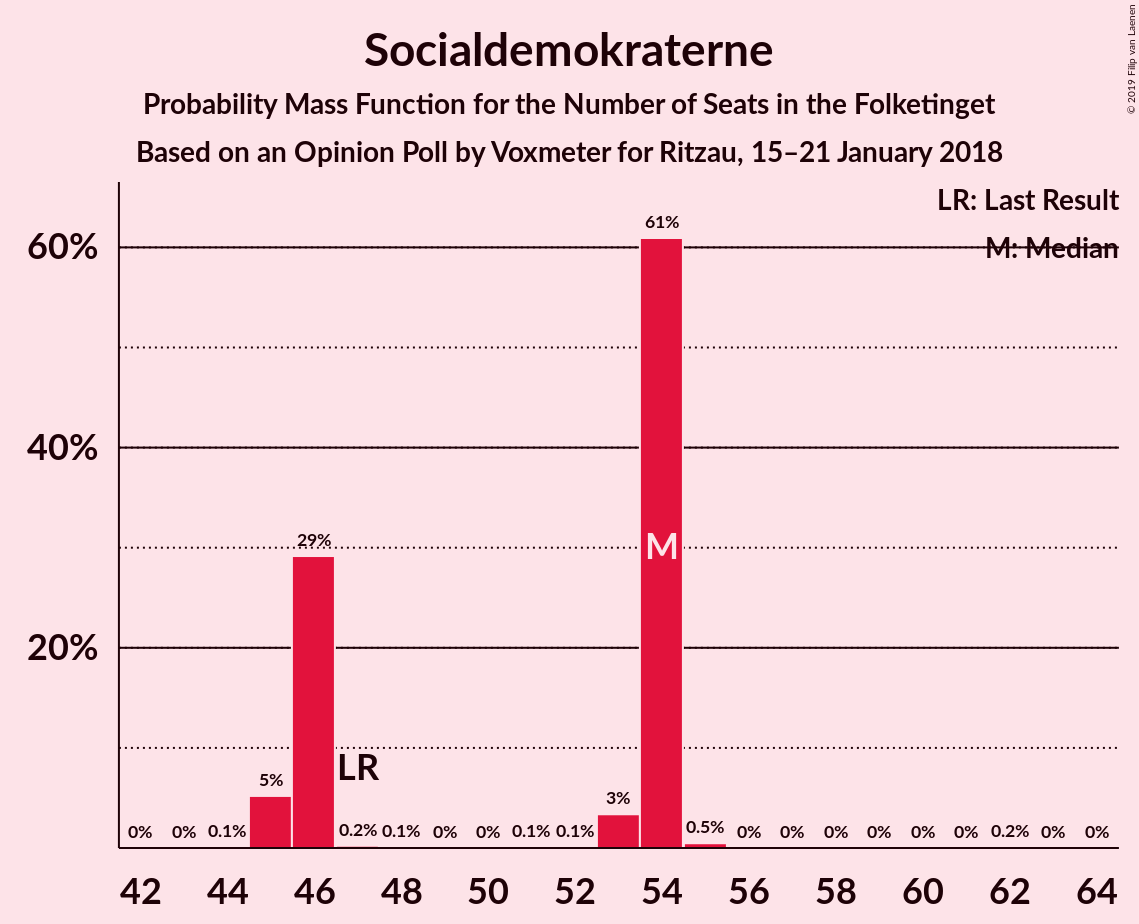 Socialdemokraterne
Probability Mass Function for the Number of Seats in the Folketinget
Based on an Opinion Poll by Voxmeter for Ritzau, 15–21 January 2018
© 2019 Filip van Laenen
LR: Last Result
M: Median
60%
40%
20%
0% 0% 0.1% 5% 29% 0.2% 0.1% 0% 0% 0.1% 0.1% 3% 61% 0.5% 0% 0% 0% 0% 0% 0% 0.2% 0% 0%
LR
M
42 44 46 48 50 52 54 56 58 60 62 64